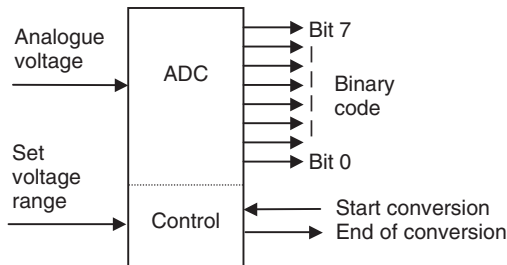 Analogue
voltage
ADC
Bit 7
Binary
code
Bit 0
Set
voltage
range
Control
Start conversion
End of conversion